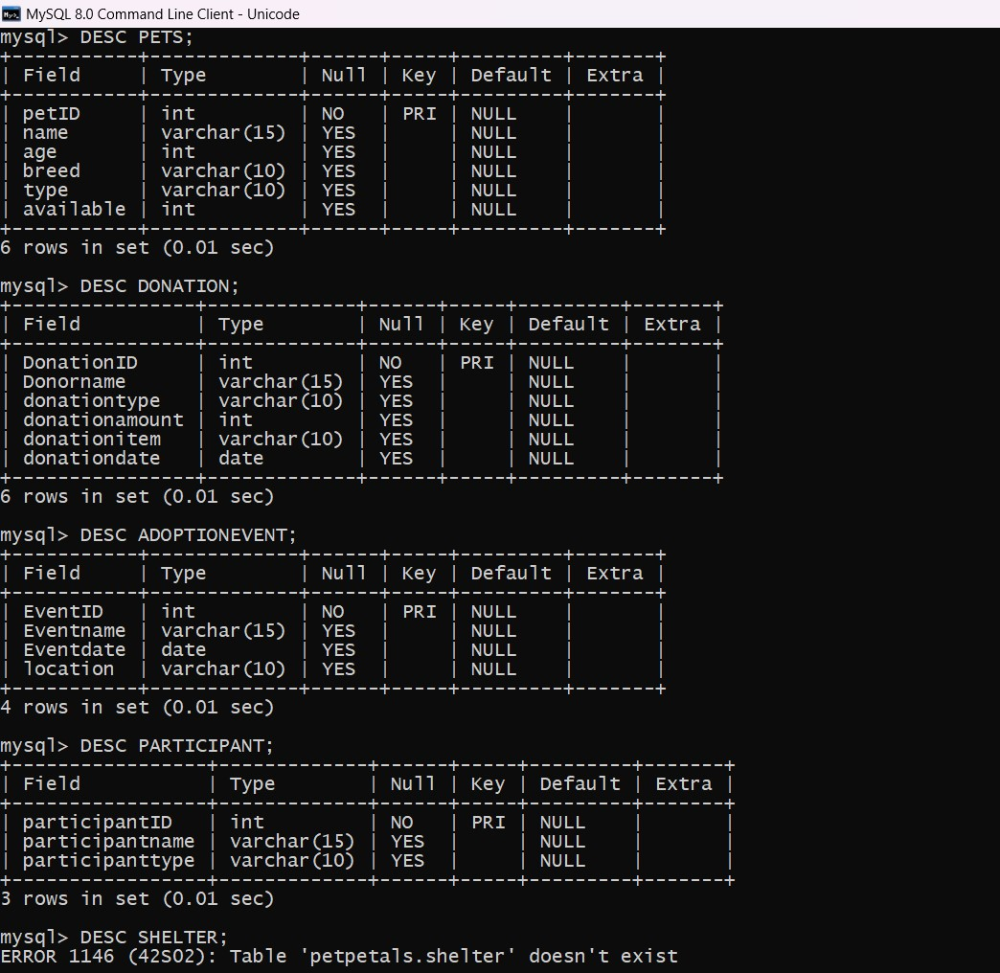 MySQL 8.0 Command Line Client - Unicode
mysql> DESC PETS;
+-----------+-------------+------+-----+---------+-------+
| Field     | Type        | Null | Key | Default | Extra |
+-----------+-------------+------+-----+---------+-------+
| petID     | int         | NO   | PRI | NULL    |       |
| name      | varchar(15) | YES  |     | NULL    |       |
| age       | int         | YES  |     | NULL    |       |
| breed     | varchar(10) | YES  |     | NULL    |       |
| type      | varchar(10) | YES  |     | NULL    |       |
| available | int         | YES  |     | NULL    |       |
+-----------+-------------+------+-----+---------+-------+
6 rows in set (0.01 sec)
mysql> DESC DONATION;
+----------------+-------------+------+-----+---------+-------+
| Field          | Type        | Null | Key | Default | Extra |
+----------------+-------------+------+-----+---------+-------+
| DonationID     | int         | NO   | PRI | NULL    |       |
| Donorname      | varchar(15) | YES  |     | NULL    |       |
| donationtype   | varchar(10) | YES  |     | NULL    |       |
| donationamount | int         | YES  |     | NULL    |       |
| donationitem   | varchar(10) | YES  |     | NULL    |       |
| donationdate   | date        | YES  |     | NULL    |       |
+----------------+-------------+------+-----+---------+-------+
6 rows in set (0.01 sec)
mysql> DESC ADOPTIONEVENT;
+-----------+-------------+------+-----+---------+-------+
| Field     | Type        | Null | Key | Default | Extra |
+-----------+-------------+------+-----+---------+-------+
| EventID   | int         | NO   | PRI | NULL    |       |
| Eventname | varchar(15) | YES  |     | NULL    |       |
| Eventdate | date        | YES  |     | NULL    |       |
| location  | varchar(10) | YES  |     | NULL    |       |
+-----------+-------------+------+-----+---------+-------+
4 rows in set (0.01 sec)
mysql> DESC PARTICIPANT;
+-----------------+-------------+------+-----+---------+-------+
| Field           | Type        | Null | Key | Default | Extra |
+-----------------+-------------+------+-----+---------+-------+
| participantID   | int         | NO   | PRI | NULL    |       |
| participantname | varchar(15) | YES  |     | NULL    |       |
| participanttype | varchar(10) | YES  |     | NULL    |       |
+-----------------+-------------+------+-----+---------+-------+
3 rows in set (0.01 sec)
mysql> DESC SHELTER;
ERROR 1146 (42S02): Table 'petpetals.shelter' doesn't exist